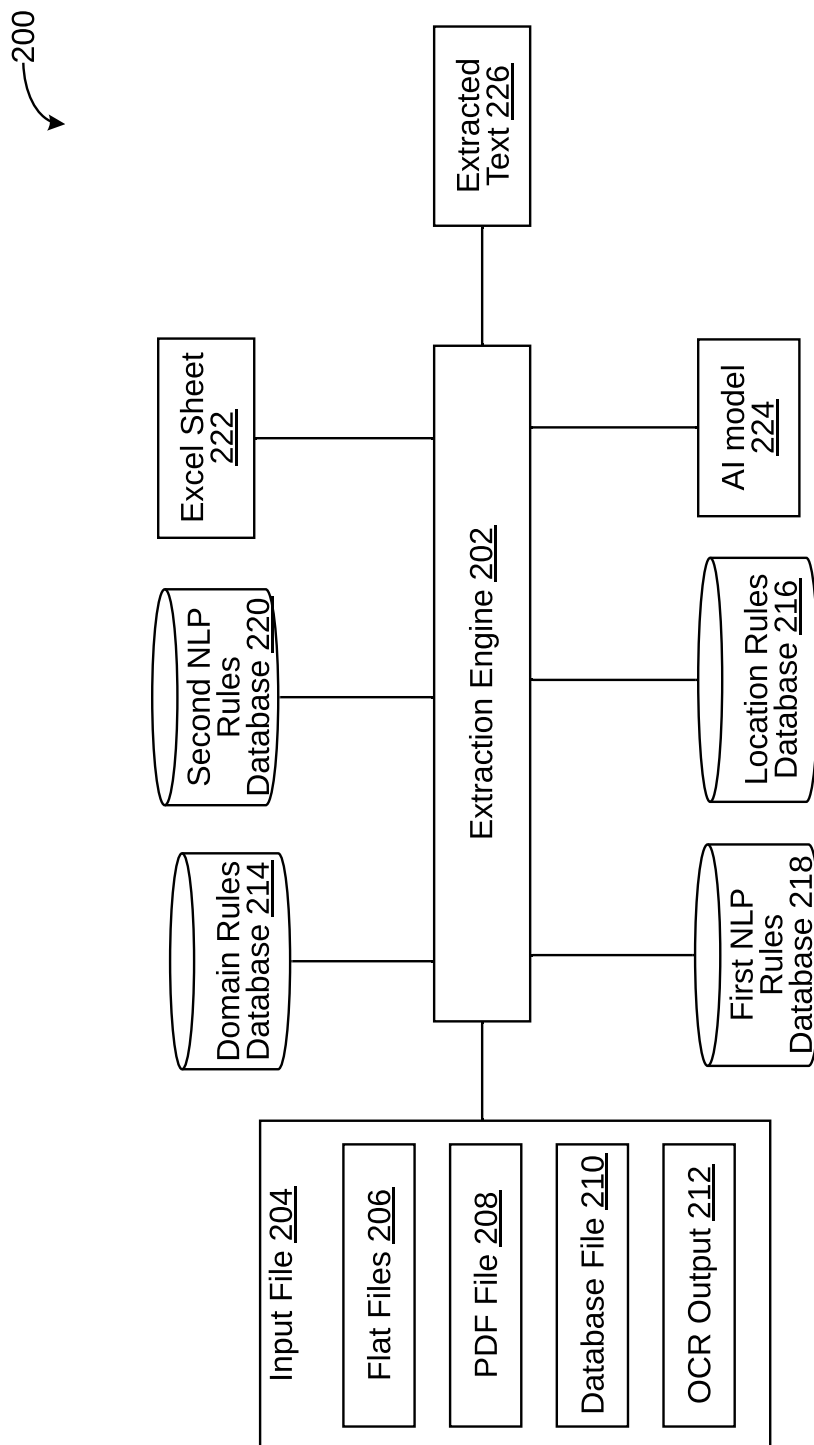 200
Input File 204
Flat Files 206
PDF File 208
Database File 210
OCR Output 212
Domain Rules
Database 214
Second NLP
Rules
Database 220
Excel Sheet
222
Extraction Engine 202
Extracted
Text 226
First NLP
Rules
Database 218
Location Rules
Database 216
AI model
224